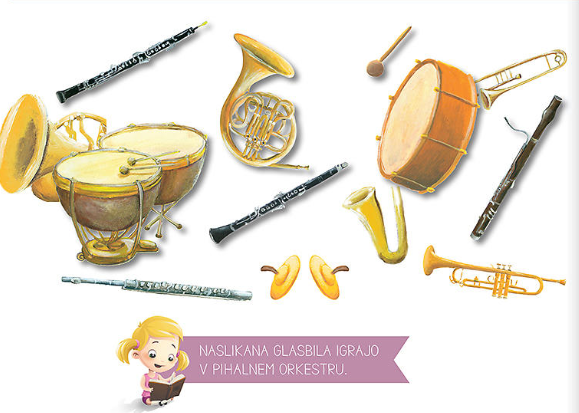 NASLIKANA GLASBILA IGRAJO
V PIHALNEM ORKESTRU.